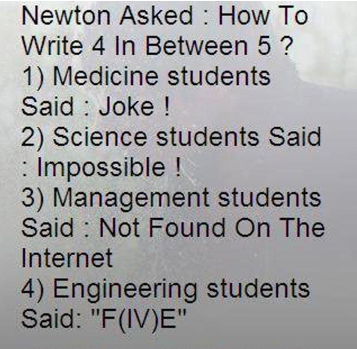 Newton Asked : How To
Write 4 In Between 5 ?
1) Medicine students
Said : Joke !
2) Science students Said
: Impossible !
3) Management students
Said : Not Found On The
Internet
4) Engineering students
Said: "F(IV)E"